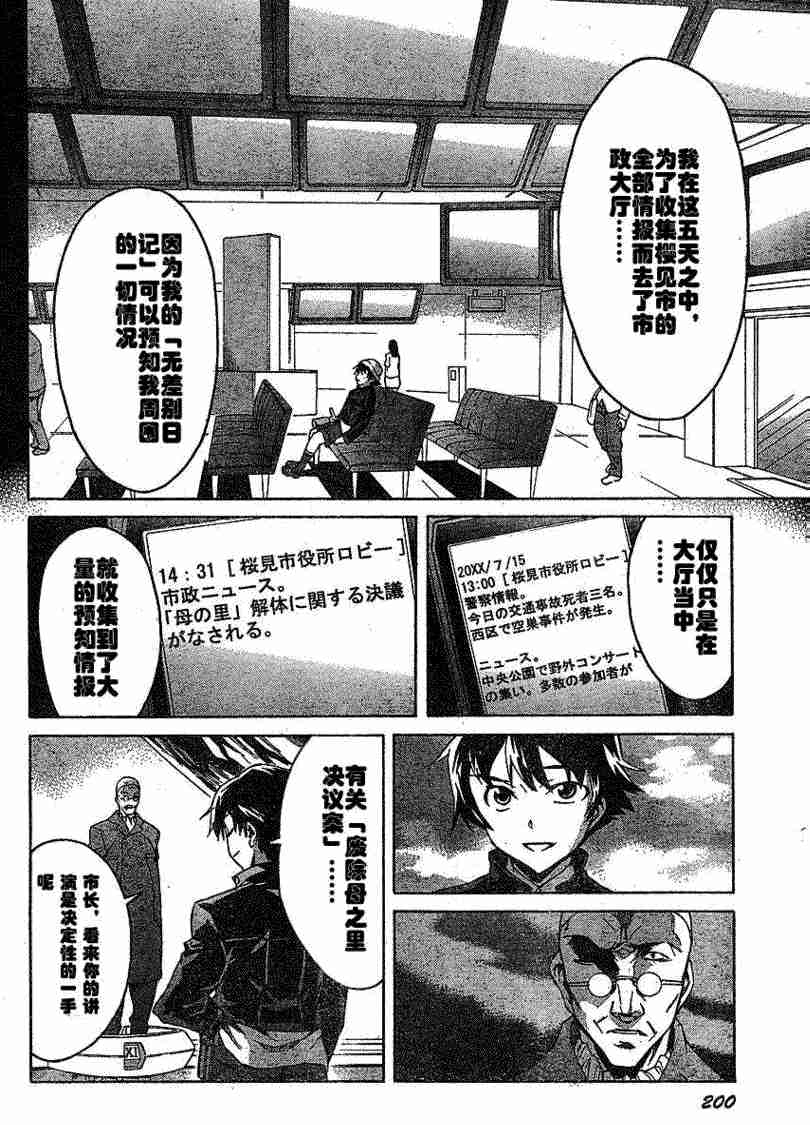 我在这五天之中，
为了收集樱见市的
全部情报而去了市
政大厅……
因为我的「无差别日
记」可以预知我周围
的一切情况
仅仅只是在
大厅当中
……
20XX/7/15
13:00［桜見市役所ロビー］
警察情報。
今日の交通事故死者三名。
西区で空巣事件が発生。
ニュース。
中央公園で野外コンサート
の集い。多数の参加者が
14:31［桜見市役所ロビー］
市政ニュース。
「母の里」解体に関する決議
がなされる。
就收集到了大
量的预知情报
有关「废除母之里
决议案」……
市长，看来你的讲
演是决定性的一手
呢
XI
200